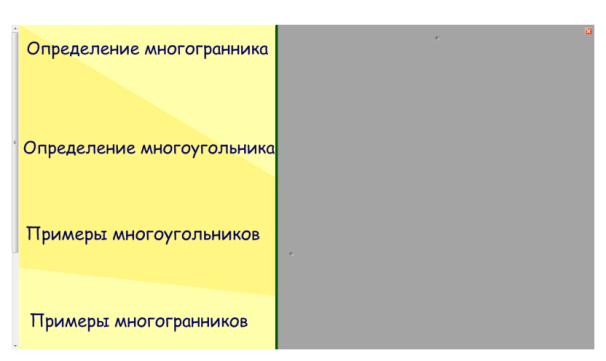 Определение многогранника
Определение многоугольника
Примеры многоугольников
Примеры многогранников